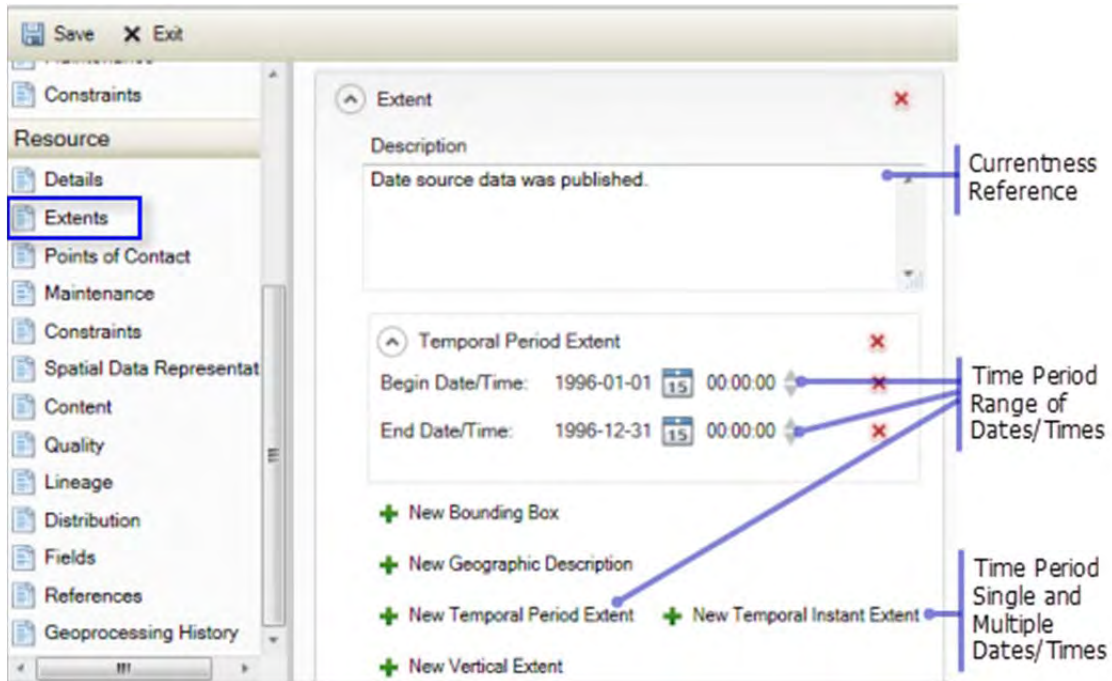 Save Exit
Constraints
Resource
Details
Extents
Points of Contact
Maintenance
Constraints
Spatial Data Representat
Content
Quality
Lineage
Distribution
Fields
References
Geoprocessing History
Extent
Description
Date source data was published.
Temporal Period Extent
Begin Date/Time: 1996-01-01 15 00:00:00
End Date/Time: 1996-12-31 15 00:00:00
New Bounding Box
New Geographic Description
New Temporal Period Extent New Temporal Instant Extent
New Vertical Extent
Currentness
Reference
Time Period
Range of
Dates/Times
Time Period
Single and
Multiple
Dates/Times